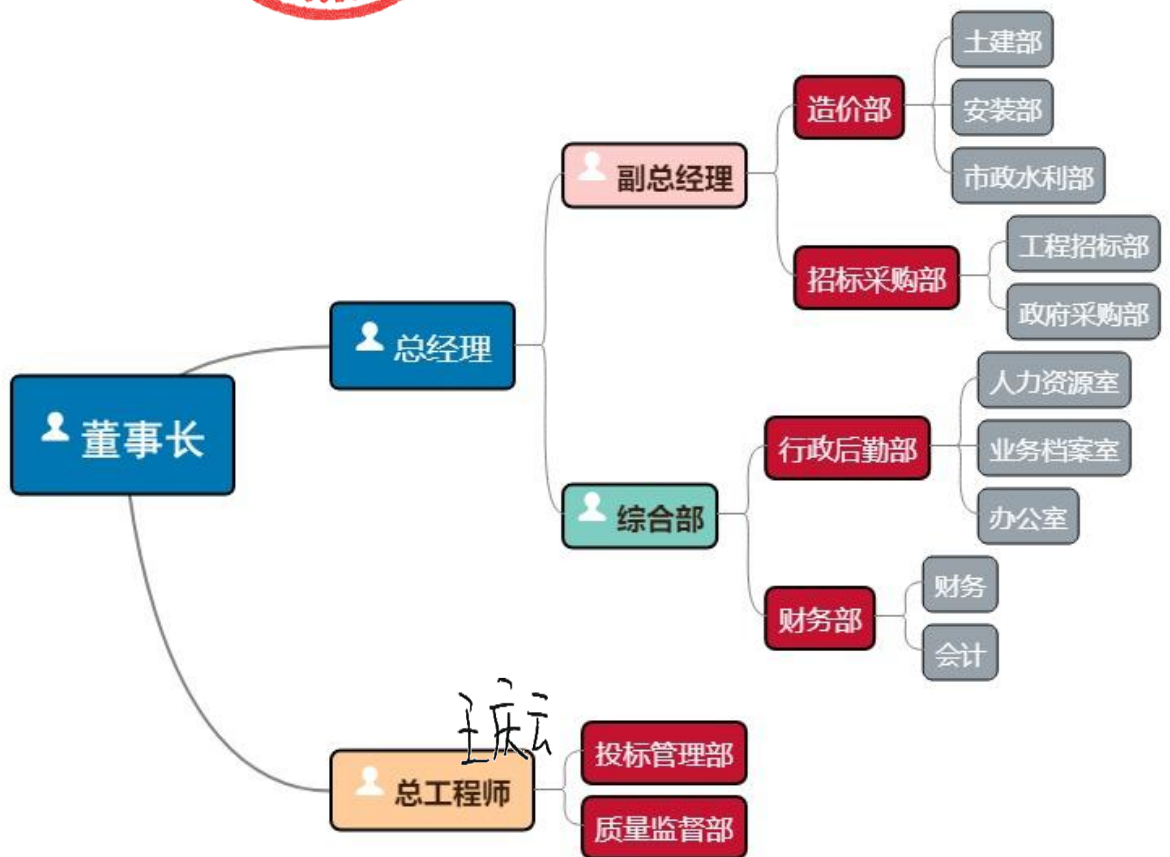 董事长
总经理
副总经理
造价部
土建部
安装部
市政水利部
招标采购部
工程招标部
政府采购部
综合部
行政后勤部
人力资源室
业务档案室
办公室
财务部
财务
会计
王庆云
总工程师
投标管理部
质量监督部